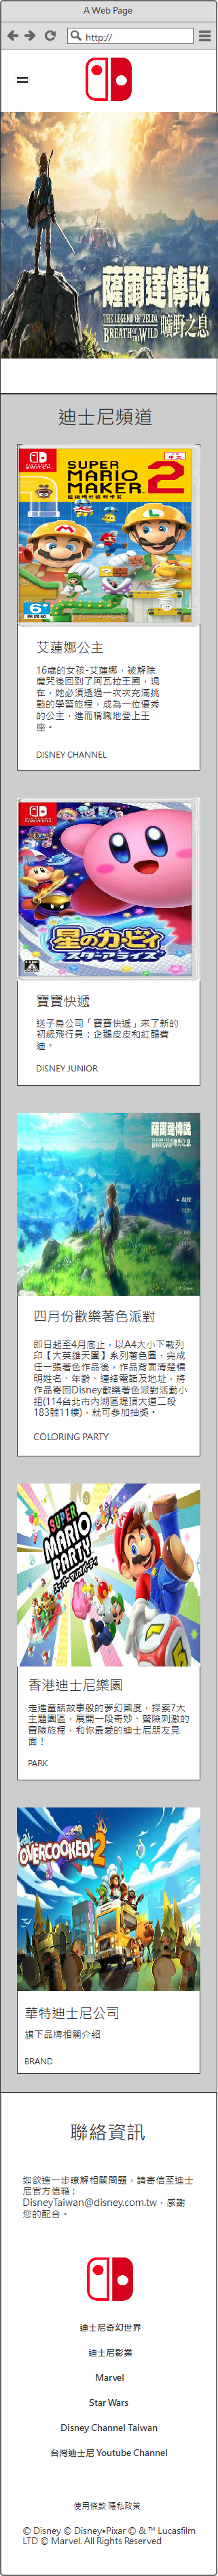 A Web Page
http://
薩爾達傳說
THE LEGEND OF ZELDA
BREATH OF THE WILD
曠野之息
迪士尼頻道
SUPER
MARIO
MAKER 2
艾蓮娜公主
16歲的女孩-艾蓮娜，被解除
魔咒後回到了阿瓦拉王國，現
在，她必須透過一次次充滿挑
戰的學習旅程，成為一位優秀
的公主，進而稱職地登上王
座。
DISNEY CHANNEL
星のカービィ
スターアライズ
寶寶快遞
送子鳥公司「寶寶快遞」來了新的
初級飛行員：企鵝皮皮和紅鶴費
迪。
DISNEY JUNIOR
四月份歡樂著色派對
即日起至4月底止，以A4大小下載列
印【大英雄天團】系列著色圖，完成
任一張著色作品後，作品背面清楚標
明姓名、年齡、連絡電話及地址，將
作品寄回Disney歡樂著色派對活動小
組(114台北市內湖區堤頂大道二段
183號11樓)，就可參加抽獎。
COLORING PARTY
SUPER
MARIO
PARTY
香港迪士尼樂園
走進童話故事般的夢幻國度，探索7大
主題園區，展開一段奇妙、驚險刺激的
冒險旅程，和你最愛的迪士尼朋友見
面！
PARK
OVERCOOKED! 2
華特迪士尼公司
旗下品牌相關介紹
BRAND
聯絡資訊
如欲進一步瞭解相關問題，請寄信至迪士
尼官方信箱：
DisneyTaiwan@disney.com.tw，感謝
您的配合。
迪士尼奇幻世界
迪士尼影業
Marvel
Star Wars
Disney Channel Taiwan
台灣迪士尼 Youtube Channel
使用條款·隱私政策
© Disney © Disney•Pixar © & ™ Lucasfilm
LTD © Marvel. All Rights Reserved